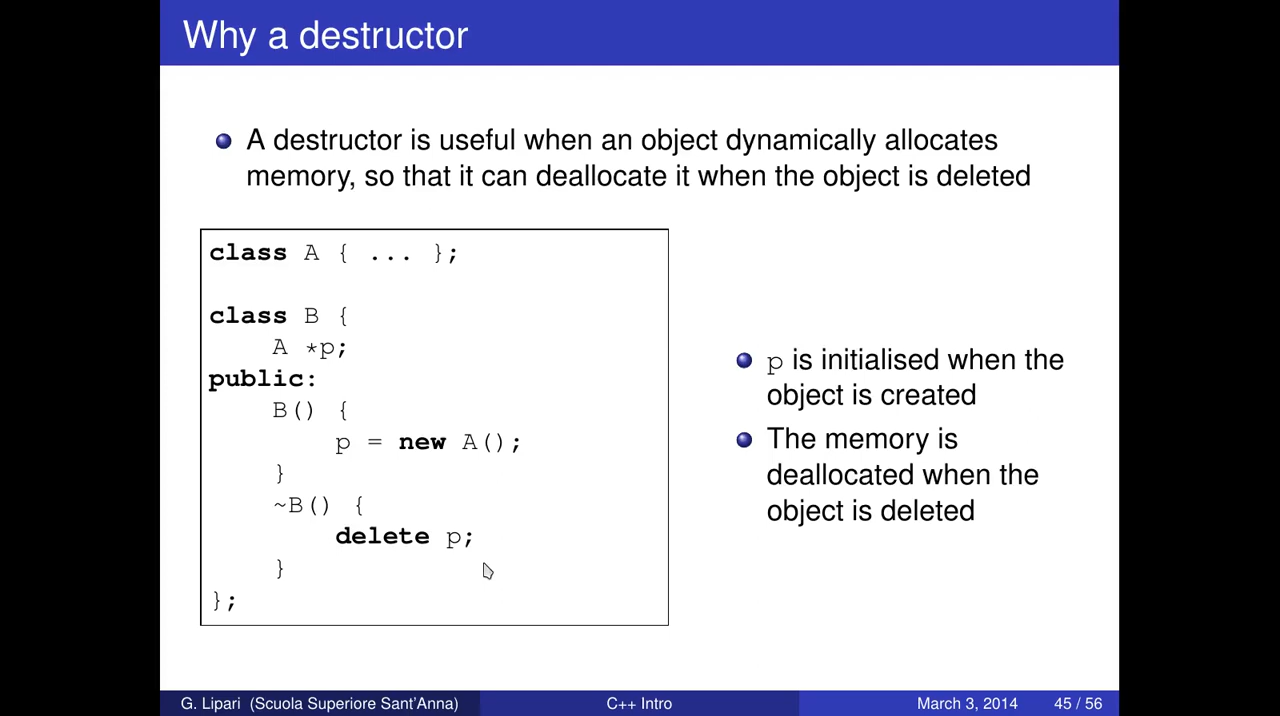 Why a destructor
A destructor is useful when an object dynamically allocates
memory, so that it can deallocate it when the object is deleted
class A { ... };
class B {
A *p;
public:
B() {
p = new A();
}
~B() {
delete p;
}
};
p is initialised when the
object is created
The memory is
deallocated when the
object is deleted
G. Lipari (Scuola Superiore Sant'Anna)
C++ Intro
March 3, 2014
45 / 56